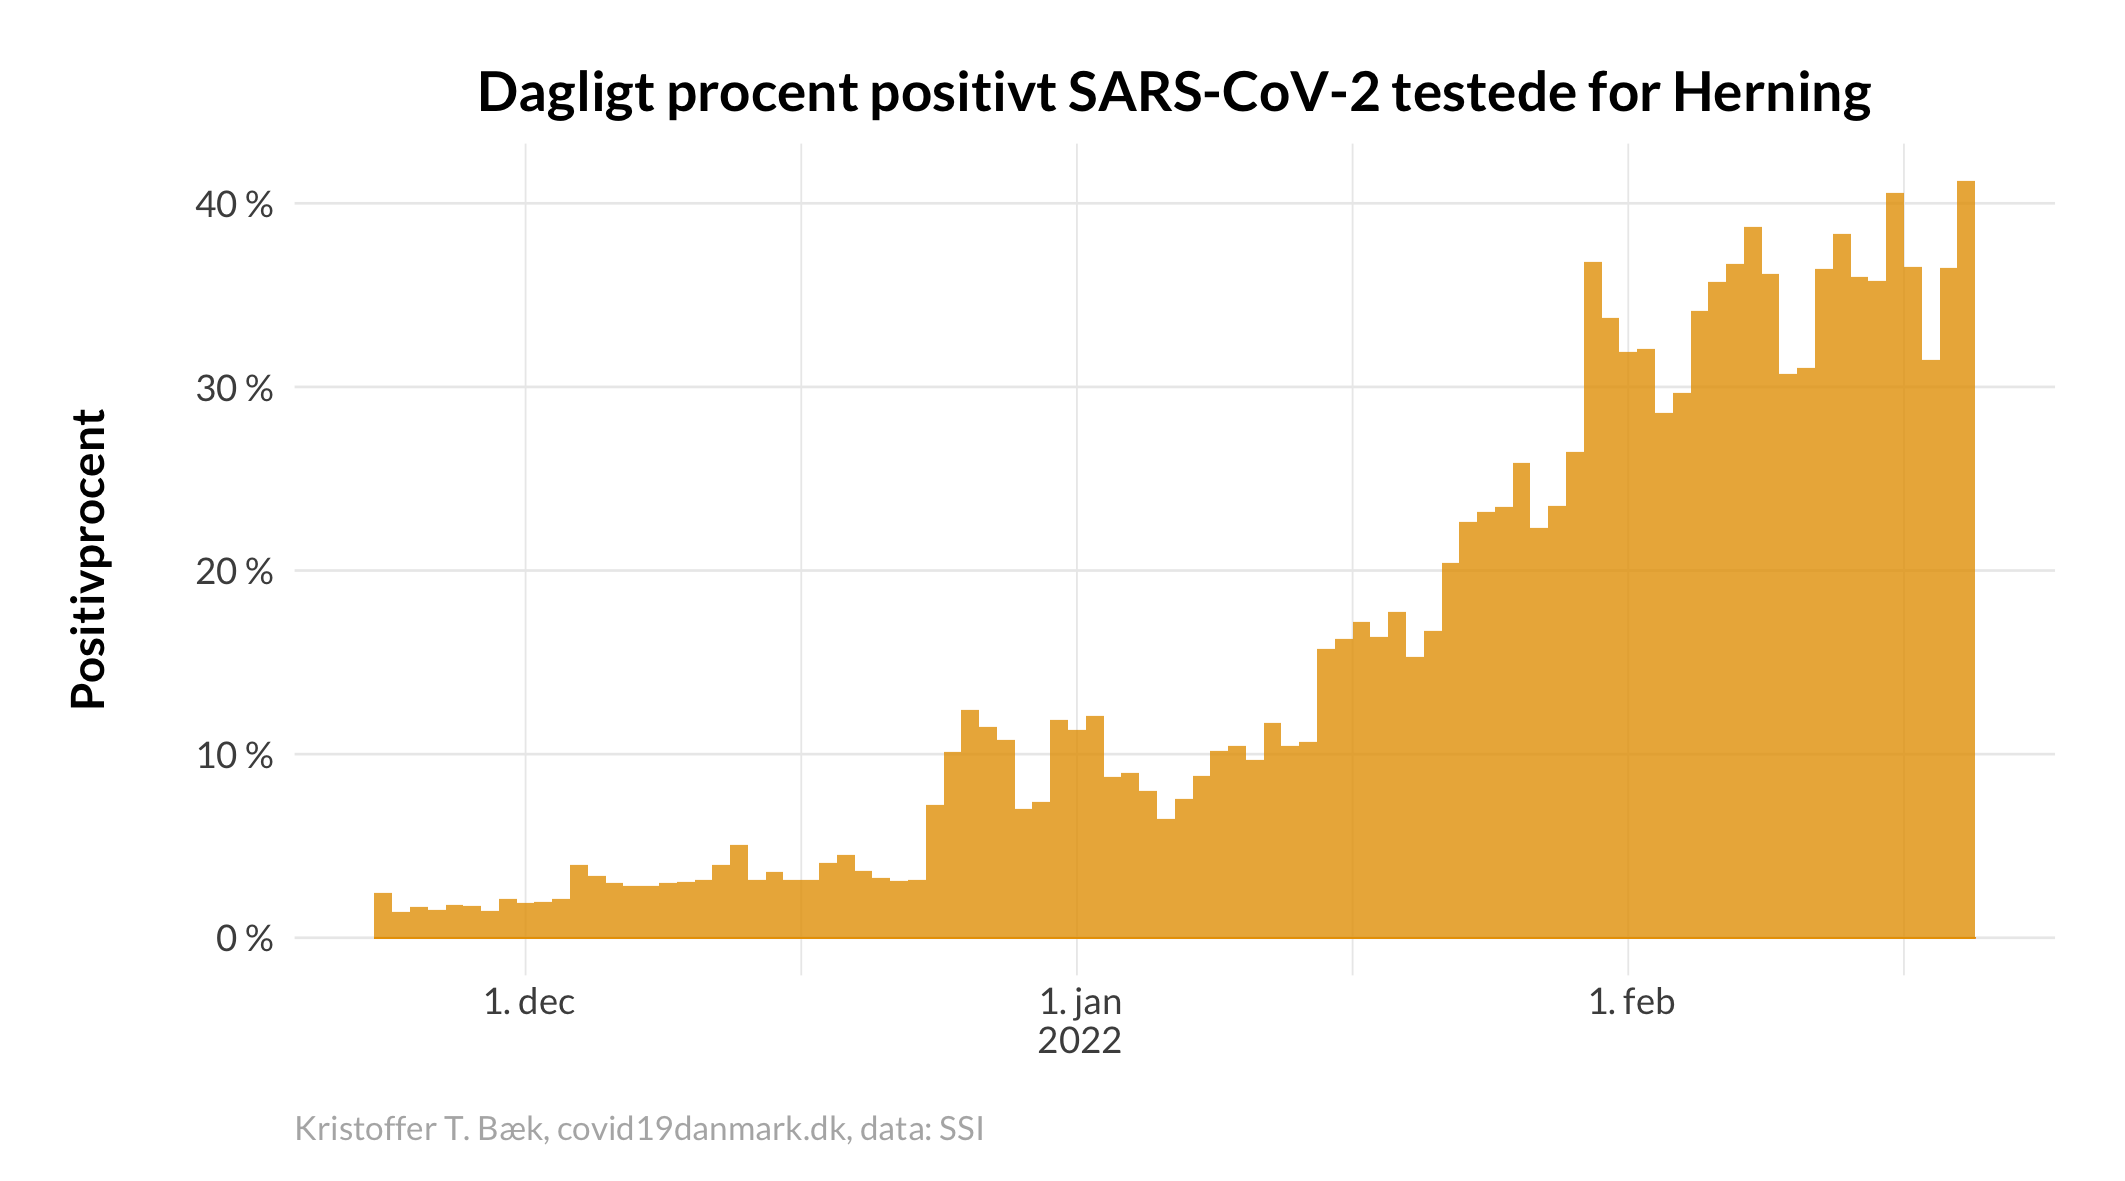 Dagligt procent positivt SARS-CoV-2 testede for Herning
Positivprocent
40 %
30 %
20 %
10 %
0 %
1. dec
1. jan
2022
1. feb
Kristoffer T. Bæk, covid19danmark.dk, data: SSI